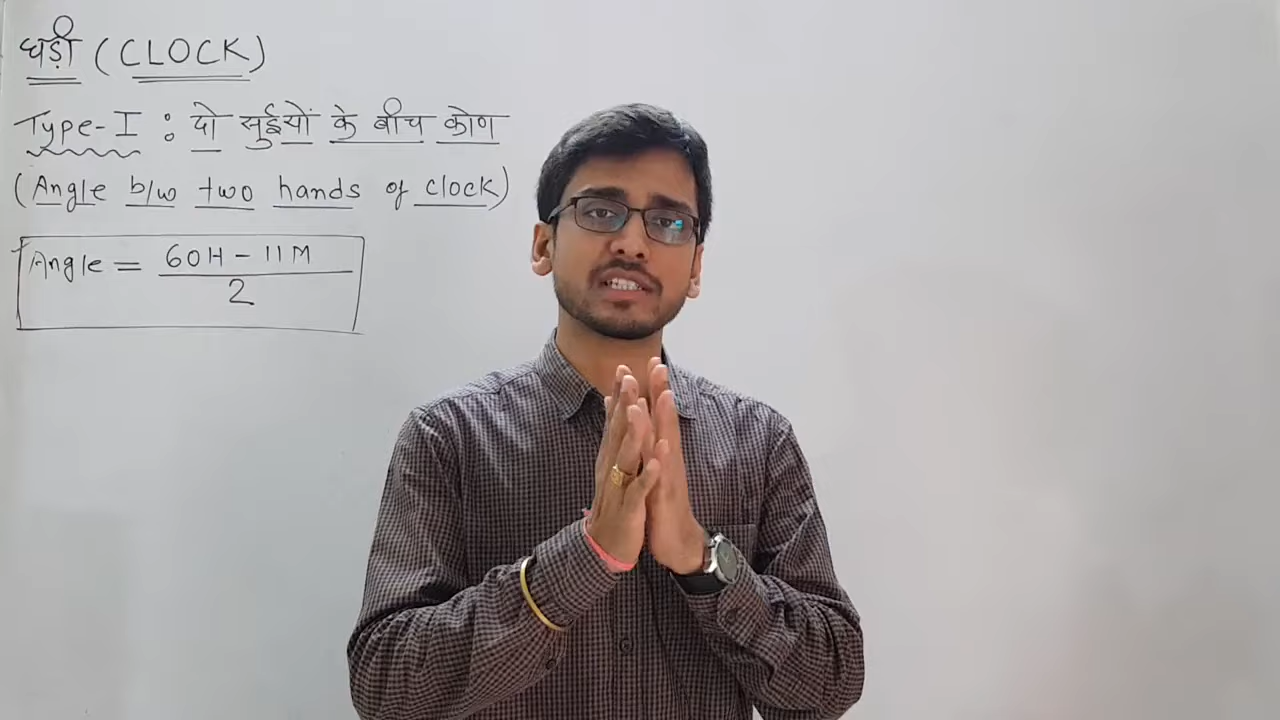 घड़ी (CLOCK)
Type-I : दो सुईयों के बीच कोण
(Angle b/w two hands of clock)
Angle = 60H - 11M / 2